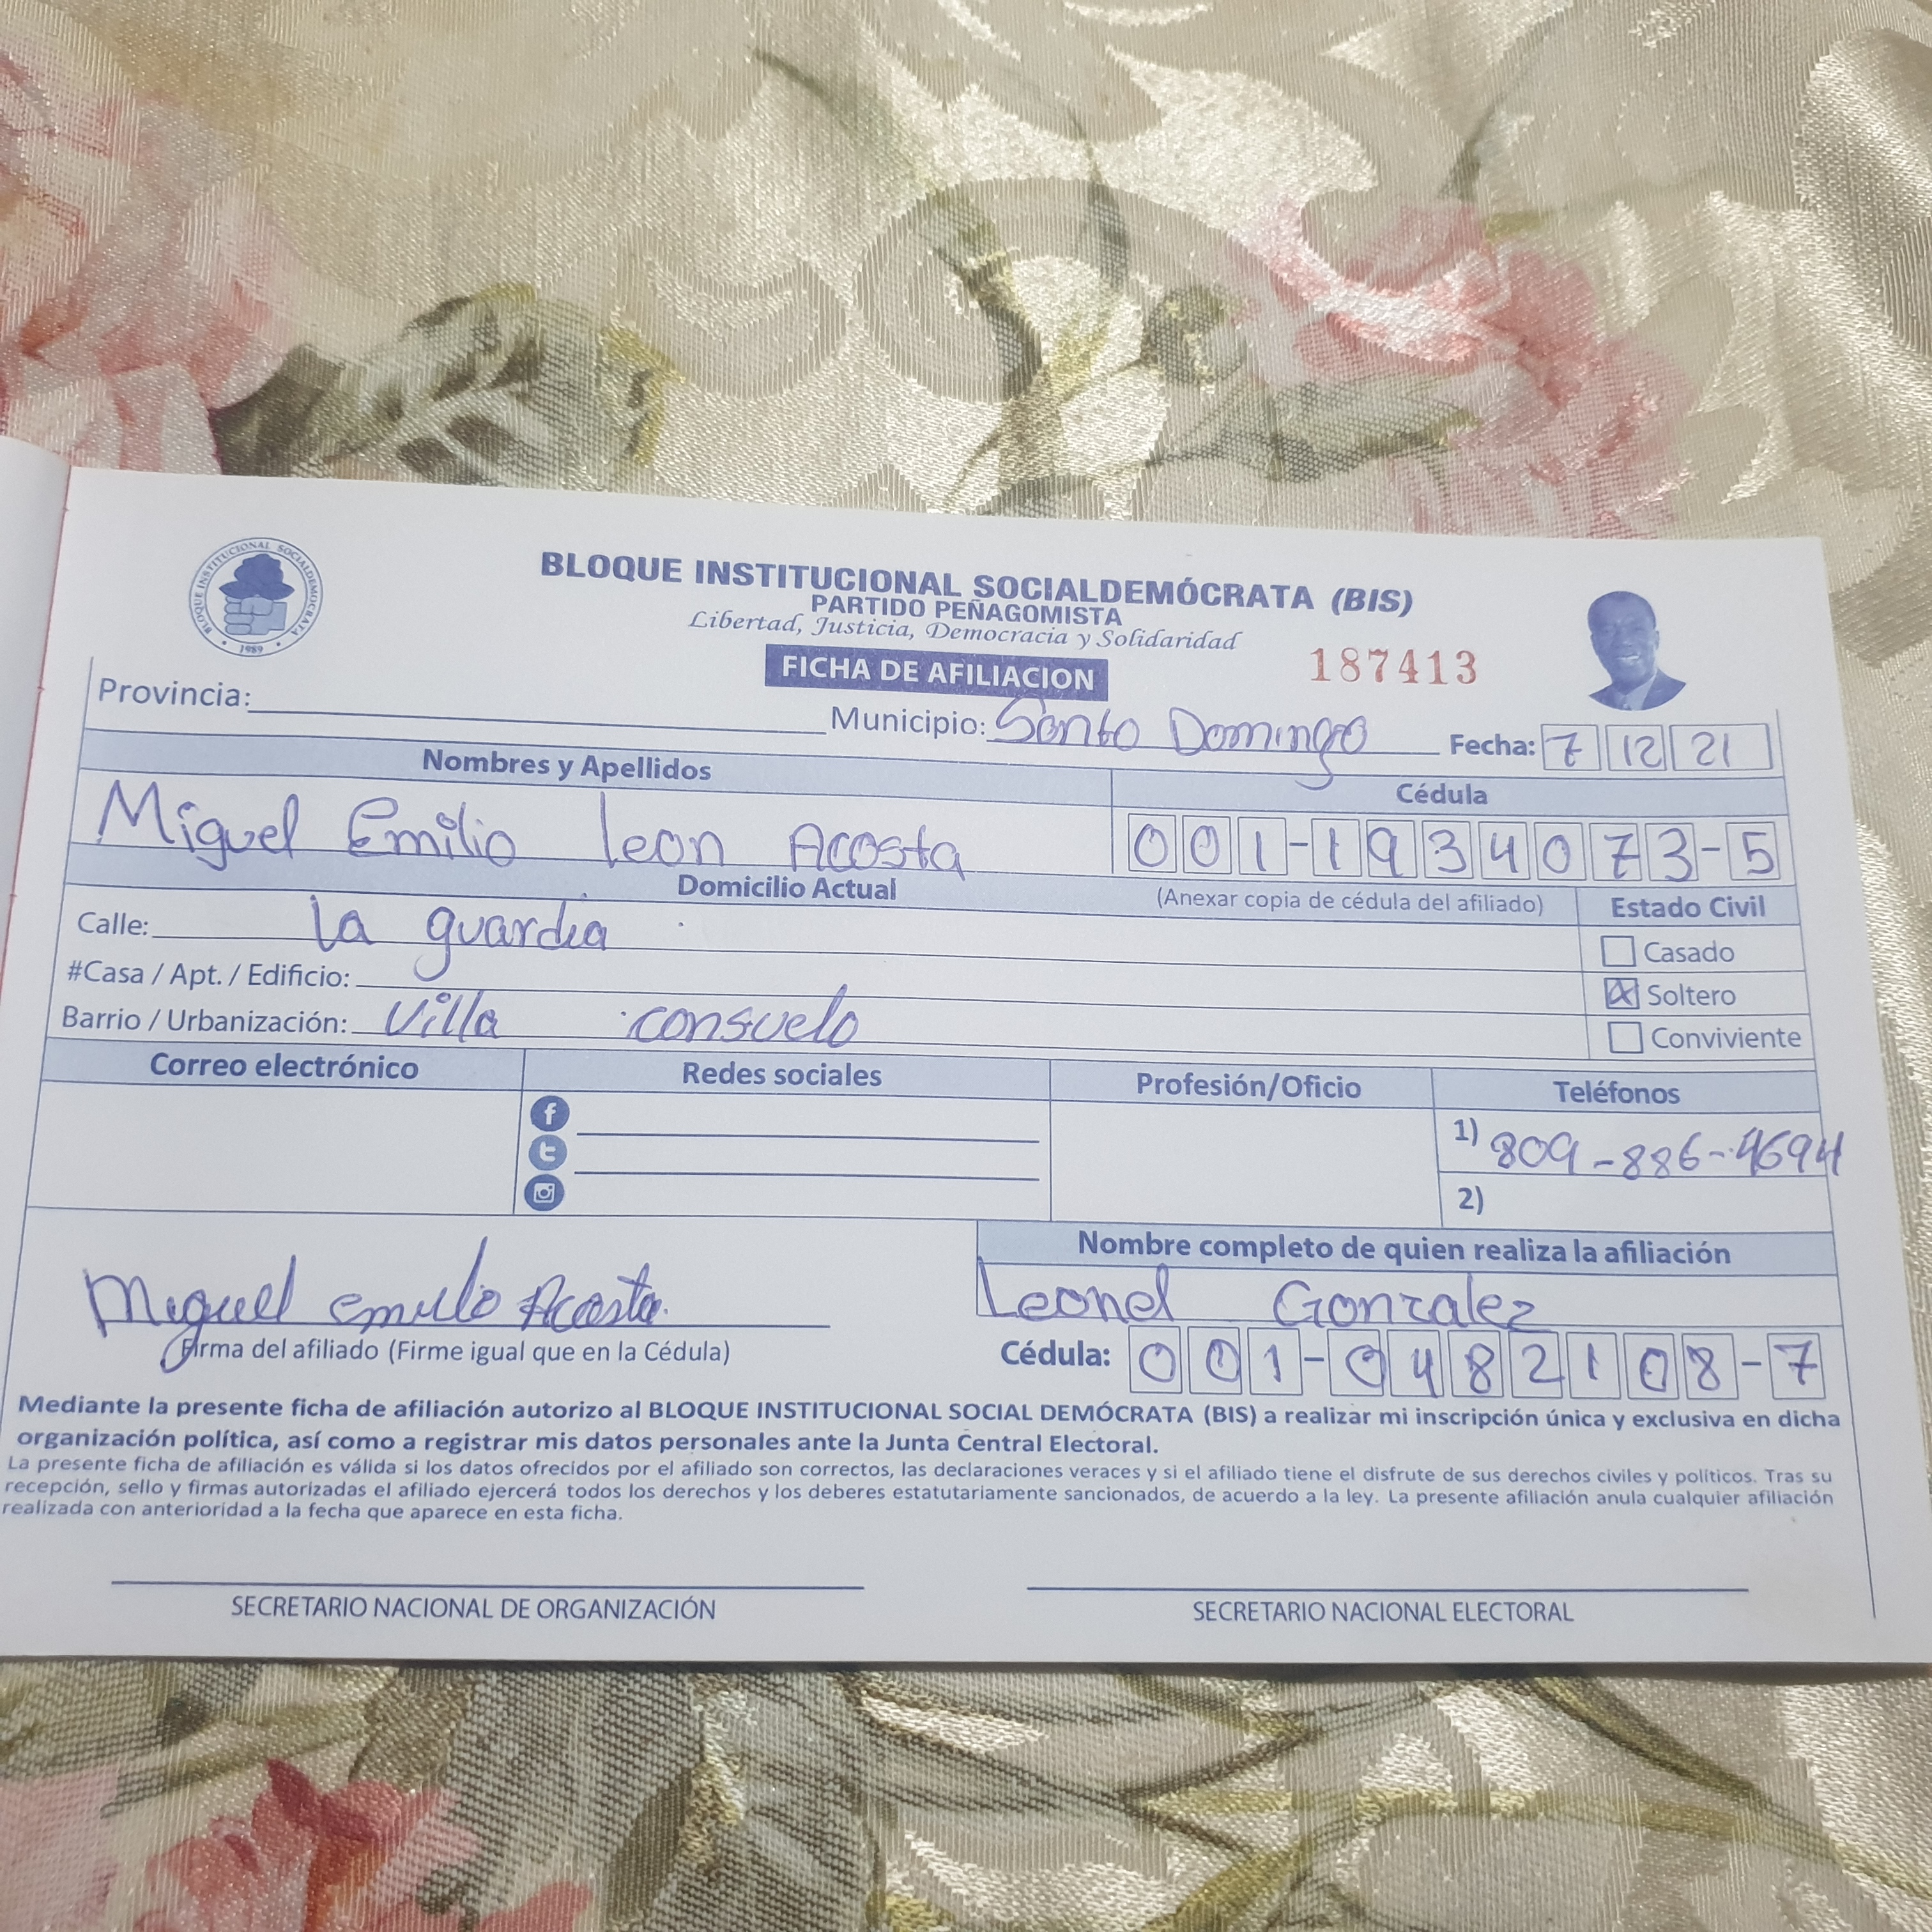 BLOQUE INSTITUCIONAL SOCIALDEMOCRATA
1989
BLOQUE INSTITUCIONAL SOCIALDEMÓCRATA (BIS)
PARTIDO PEÑAGOMISTA
Libertad, Justicia, Democracia y Solidaridad
FICHA DE AFILIACION
187413
Provincia: Municipio: Santo Domingo Fecha: 7 12 21
Nombres y Apellidos Cédula
Miguel Emilio leon Acosta 001-1934073-5
Domicilio Actual (Anexar copia de cédula del afiliado) Estado Civil
Calle: la guardia Casado
#Casa / Apt. / Edificio: Soltero
Barrio / Urbanización: Villa consuelo Conviviente
Correo electrónico Redes sociales Profesión/Oficio Teléfonos
1) 809-886-4694
2)
Nombre completo de quien realiza la afiliación
Miguel emilio Acosta Leonel Gonzalez
Firma del afiliado (Firme igual que en la Cédula) Cédula: 001-0482108-7
Mediante la presente ficha de afiliación autorizo al BLOQUE INSTITUCIONAL SOCIAL DEMÓCRATA (BIS) a realizar mi inscripción única y exclusiva en dicha
organización política, así como a registrar mis datos personales ante la Junta Central Electoral.
La presente ficha de afiliación es válida si los datos ofrecidos por el afiliado son correctos, las declaraciones veraces y si el afiliado tiene el disfrute de sus derechos civiles y políticos. Tras su
recepción, sello y firmas autorizadas el afiliado ejercerá todos los derechos y los deberes estatutariamente sancionados, de acuerdo a la ley. La presente afiliación anula cualquier afiliación
realizada con anterioridad a la fecha que aparece en esta ficha.
SECRETARIO NACIONAL DE ORGANIZACIÓN SECRETARIO NACIONAL ELECTORAL